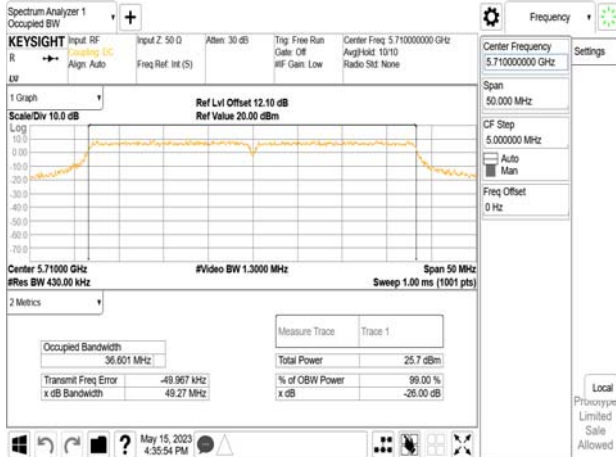 Spectrum Analyzer 1
Occupied BW
KEYSIGHT
R
Input: RF
Coupling: DC
Align: Auto
Input Z: 50 Ω
Freq Ref: Int (S)
Atten: 30 dB
Trig: Free Run
Gate: Off
#IF Gain: Low
Center Freq: 5.710000000 GHz
Avg|Hold: 10/10
Radio Std: None
1 Graph
Scale/Div 10.0 dB
Ref Lvl Offset 12.10 dB
Ref Value 20.00 dBm
Log
10.0
0.00
-10.0
-20.0
-30.0
-40.0
-50.0
-60.0
-70.0
Center 5.71000 GHz
#Res BW 430.00 kHz
#Video BW 1.3000 MHz
Span 50 MHz
Sweep 1.00 ms (1001 pts)
2 Metrics
Measure Trace Trace 1
Occupied Bandwidth
36.601 MHz
Total Power 25.7 dBm
Transmit Freq Error -49.967 kHz
% of OBW Power 99.00 %
x dB Bandwidth 49.27 MHz
x dB -26.00 dB
May 15, 2023
4:35:54 PM
Frequency
Settings
Center Frequency
5.710000000 GHz
Span
50.000 MHz
CF Step
5.000000 MHz
Auto
Man
Freq Offset
0 Hz
Local
Prototype
Limited
Sale
Allowed